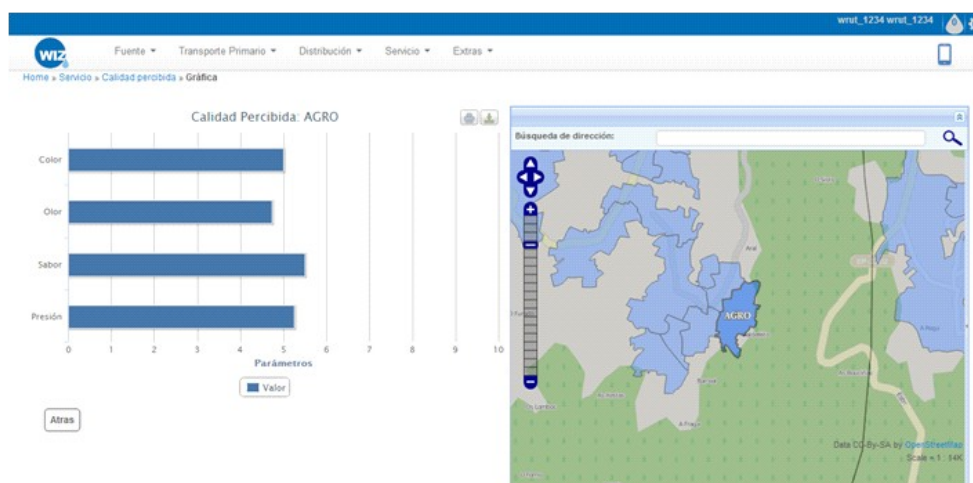 wrut_1234 wrut_1234
WIZ
Fuente Transporte Primario Distribución Servicio Extras
Home » Servicio » Calidad percibida » Gráfica
Calidad Percibida: AGRO
Color
Olor
Sabor
Presión
0 1 2 3 4 5 6 7 8 9 10
Parámetros
Valor
Atras
Búsqueda de dirección:
Aral
AGRO
A Fraga
Data CC-By-SA by OpenStreetMap
Scale = 1 : 14K